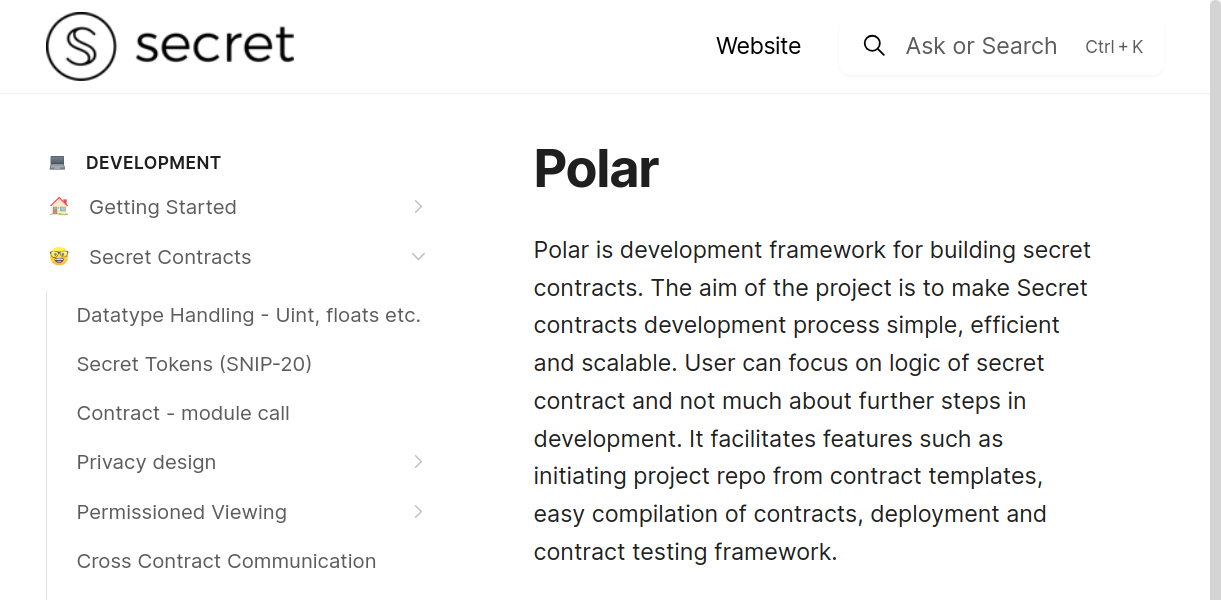 secret
Website
Ask or Search Ctrl + K
DEVELOPMENT
Getting Started
Secret Contracts
Datatype Handling - Uint, floats etc.
Secret Tokens (SNIP-20)
Contract - module call
Privacy design
Permissioned Viewing
Cross Contract Communication
Polar
Polar is development framework for building secret
contracts. The aim of the project is to make Secret
contracts development process simple, efficient
and scalable. User can focus on logic of secret
contract and not much about further steps in
development. It facilitates features such as
initiating project repo from contract templates,
easy compilation of contracts, deployment and
contract testing framework.